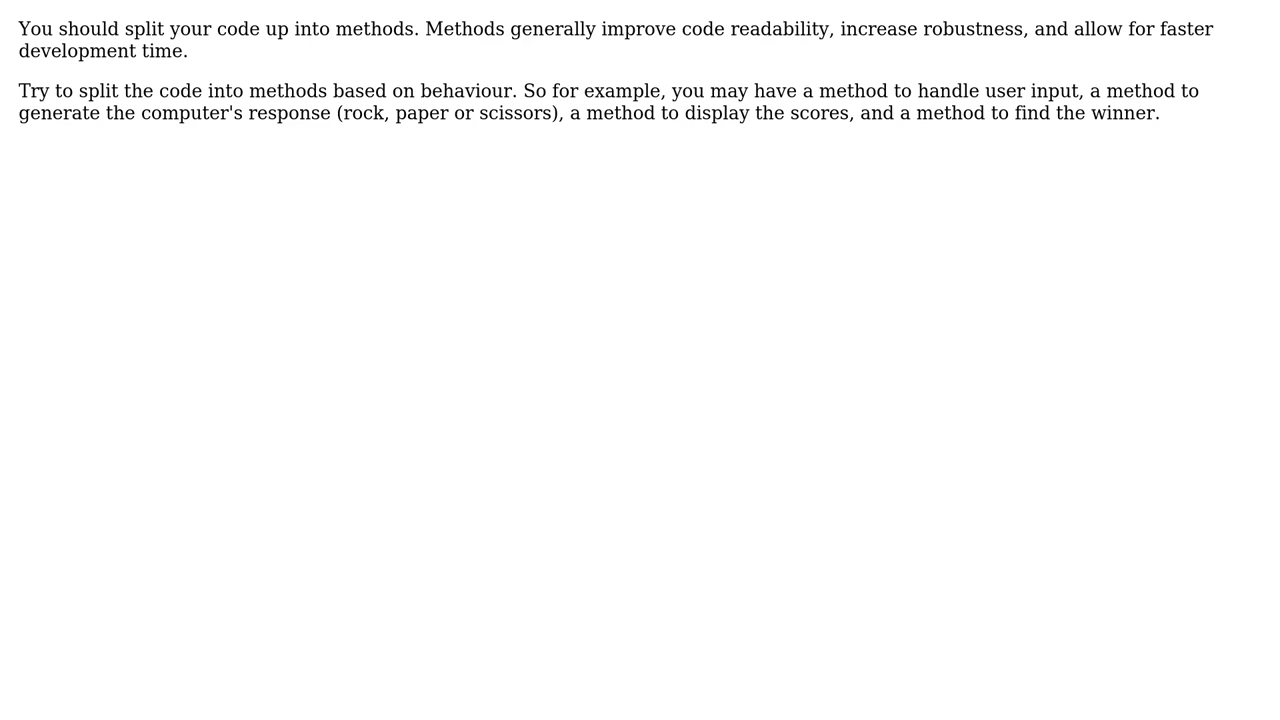 You should split your code up into methods. Methods generally improve code readability, increase robustness, and allow for faster
development time.
Try to split the code into methods based on behaviour. So for example, you may have a method to handle user input, a method to
generate the computer's response (rock, paper or scissors), a method to display the scores, and a method to find the winner.